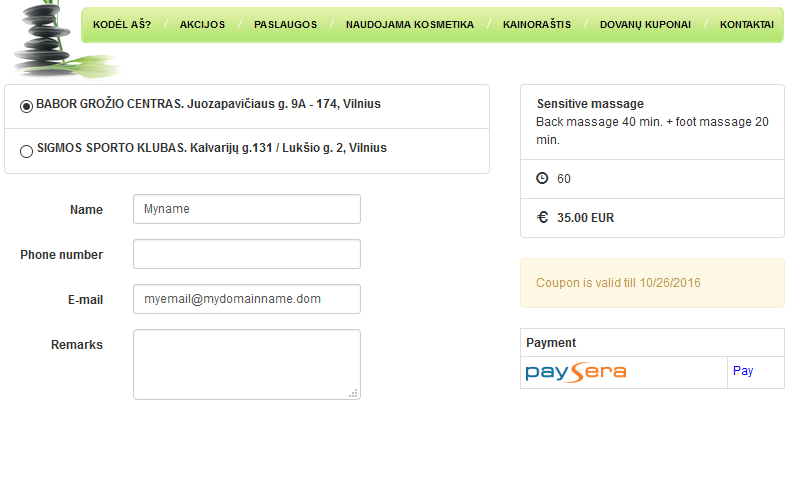 KODĖL AŠ? / AKCIJOS / PASLAUGOS / NAUDOJAMA KOSMETIKA / KAINORAŠTIS / DOVANŲ KUPONAI / KONTAKTAI
BABOR GROŽIO CENTRAS. Juozapavičiaus g. 9A - 174, Vilnius
SIGMOS SPORTO KLUBAS. Kalvarijų g.131 / Lukšio g. 2, Vilnius
Name Myname
Phone number
E-mail myemail@mydomainname.dom
Remarks
Sensitive massage
Back massage 40 min. + foot massage 20
min.
60
€ 35.00 EUR
Coupon is valid till 10/26/2016
Payment
paysera Pay